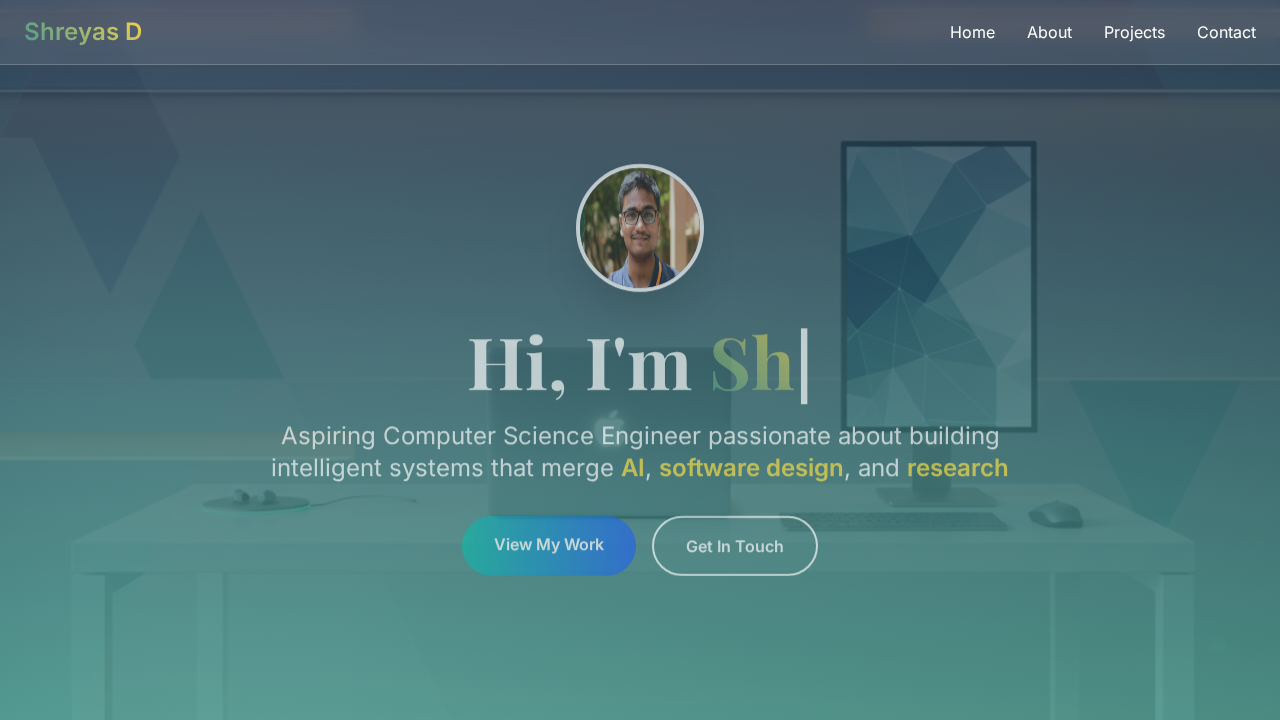 Shreyas D
Home
About
Projects
Contact
Hi, I'm Sh
Aspiring Computer Science Engineer passionate about building
intelligent systems that merge AI, software design, and research
View My Work
Get In Touch